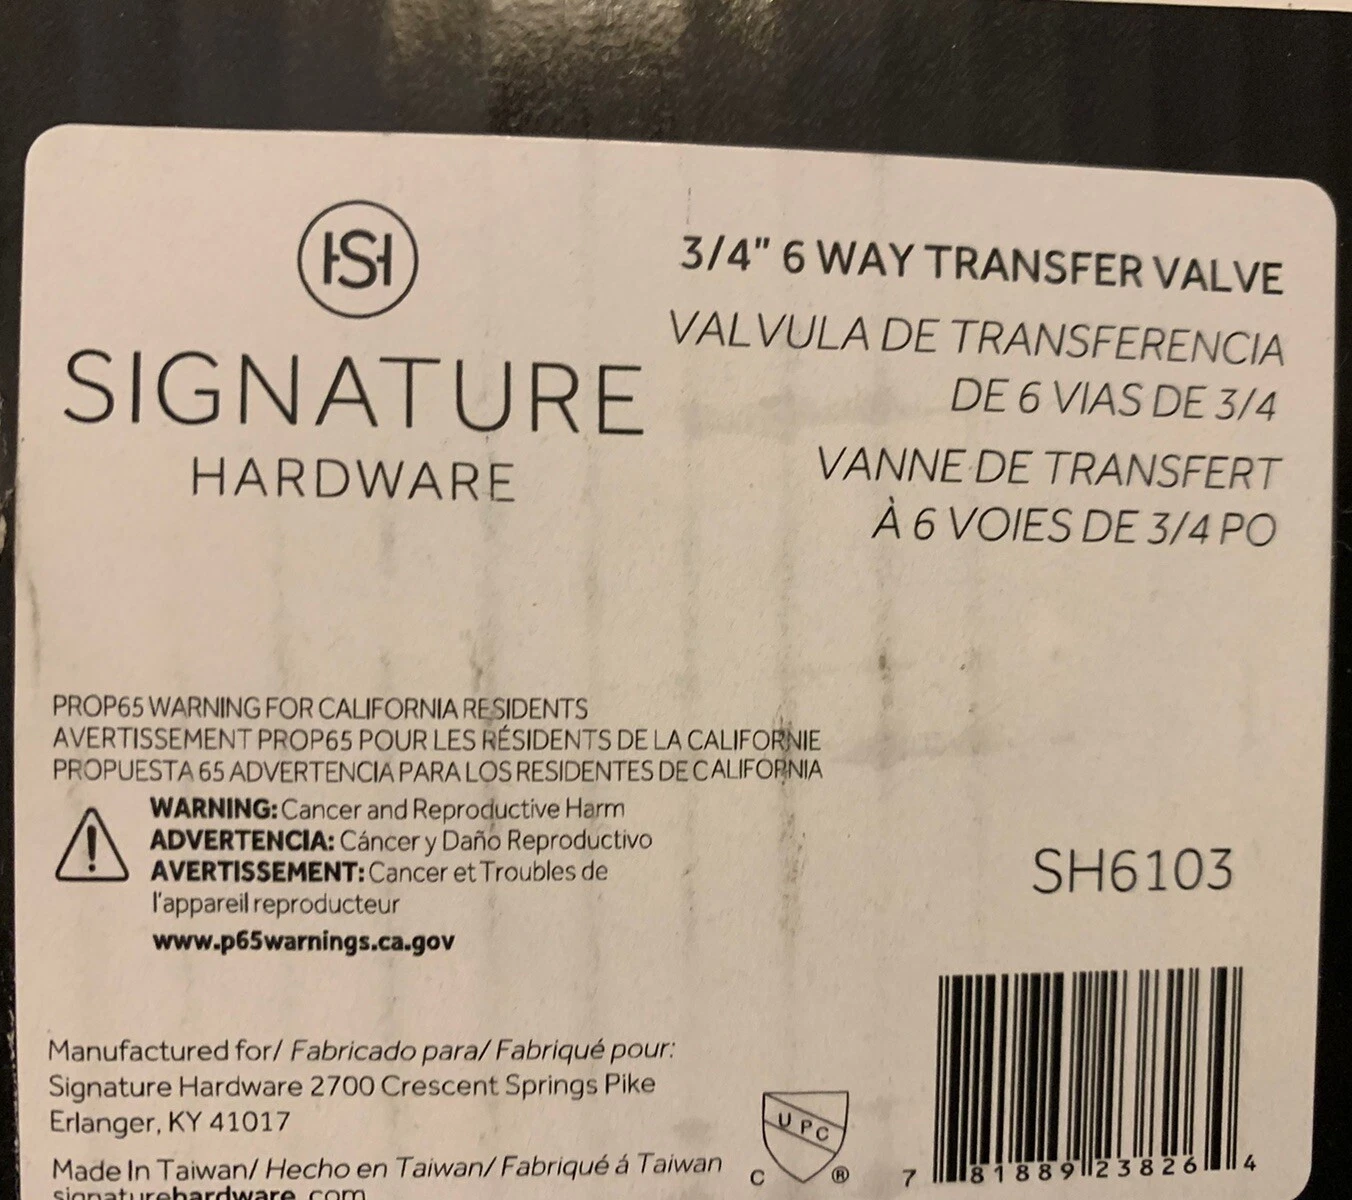 HSH
SIGNATURE
HARDWARE
3/4" 6 WAY TRANSFER VALVE
VALVULA DE TRANSFERENCIA
DE 6 VIAS DE 3/4
VANNE DE TRANSFERT
À 6 VOIES DE 3/4 PO
PROP65 WARNING FOR CALIFORNIA RESIDENTS
AVERTISSEMENT PROP65 POUR LES RÉSIDENTS DE LA CALIFORNIE
PROPUESTA 65 ADVERTENCIA PARA LOS RESIDENTES DE CALIFORNIA
WARNING: Cancer and Reproductive Harm
ADVERTENCIA: Cáncer y Daño Reproductivo
AVERTISSEMENT: Cancer et Troubles de
l'appareil reproducteur
www.p65warnings.ca.gov
SH6103
Manufactured for/ Fabricado para/ Fabriqué pour:
Signature Hardware 2700 Crescent Springs Pike
Erlanger, KY 41017
Made In Taiwan/ Hecho en Taiwan/ Fabriqué á Taiwan
signaturehardware.com
UPC
C ®
7 81889 23826 4